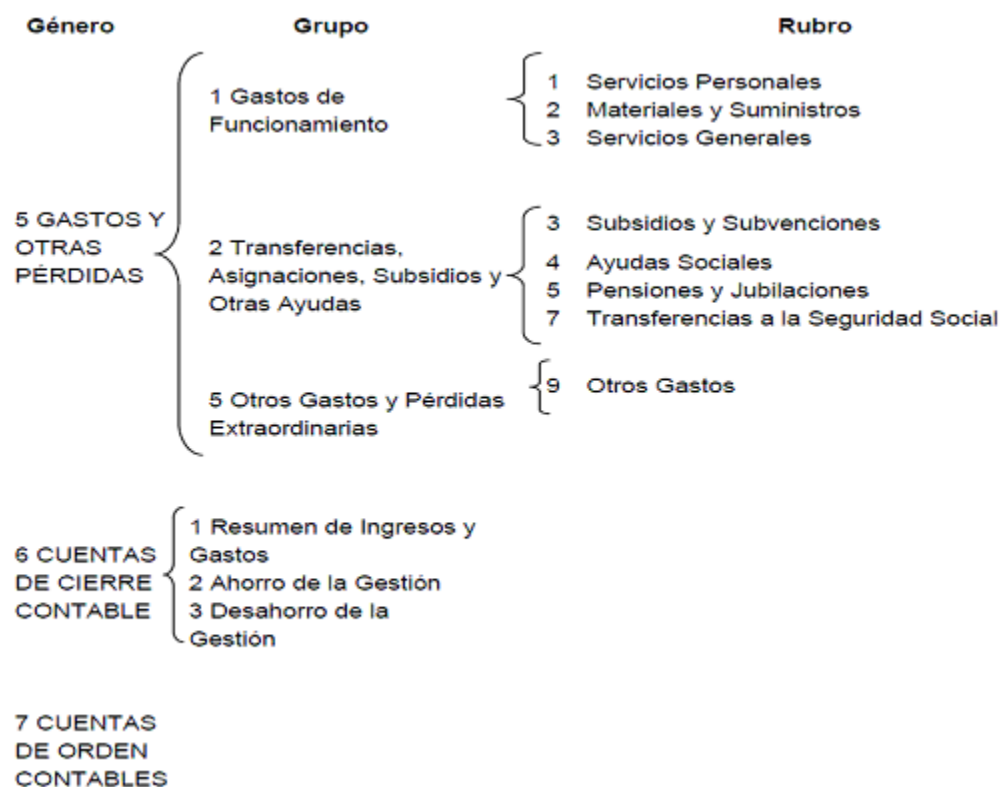 Género Grupo Rubro
5 GASTOS Y
OTRAS
PÉRDIDAS
1 Gastos de
Funcionamiento
1 Servicios Personales
2 Materiales y Suministros
3 Servicios Generales
2 Transferencias,
Asignaciones, Subsidios y
Otras Ayudas
3 Subsidios y Subvenciones
4 Ayudas Sociales
5 Pensiones y Jubilaciones
7 Transferencias a la Seguridad Social
5 Otros Gastos y Pérdidas
Extraordinarias
9 Otros Gastos
6 CUENTAS
DE CIERRE
CONTABLE
1 Resumen de Ingresos y
Gastos
2 Ahorro de la Gestión
3 Desahorro de la
Gestión
7 CUENTAS
DE ORDEN
CONTABLES